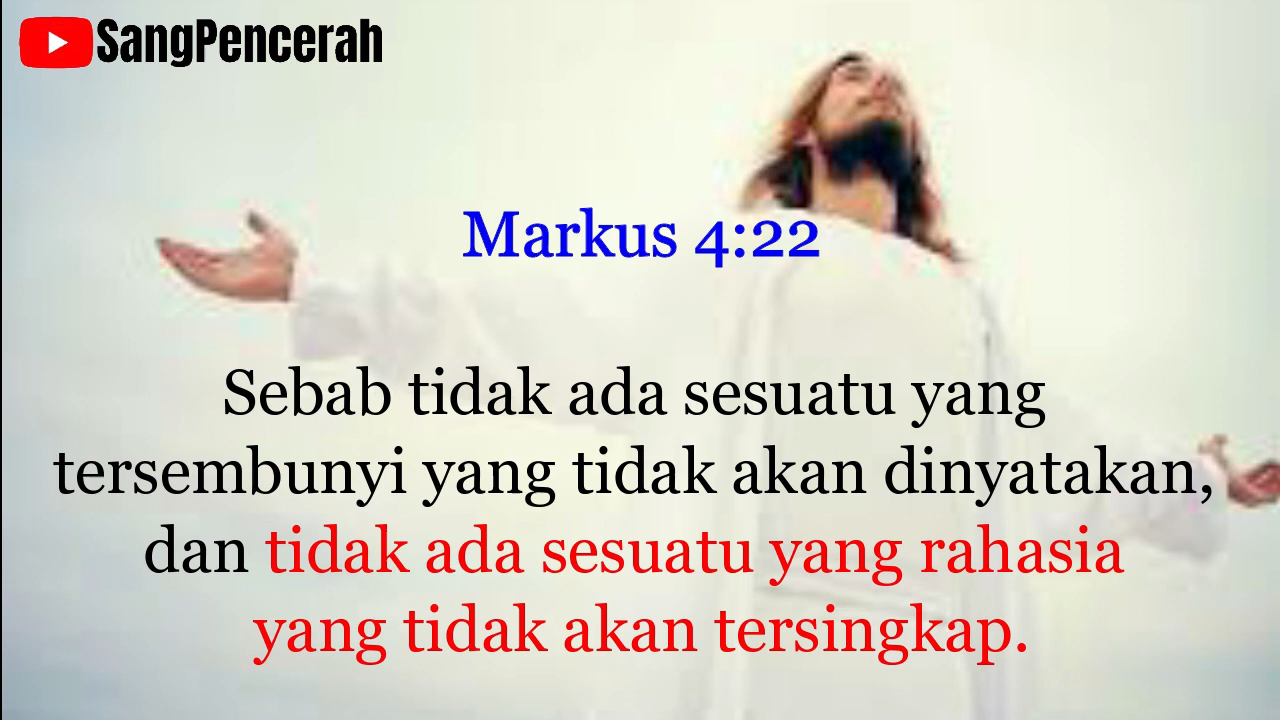 SangPencerah
Markus 4:22
Sebab tidak ada sesuatu yang
tersembunyi yang tidak akan dinyatakan,
dan tidak ada sesuatu yang rahasia
yang tidak akan tersingkap.